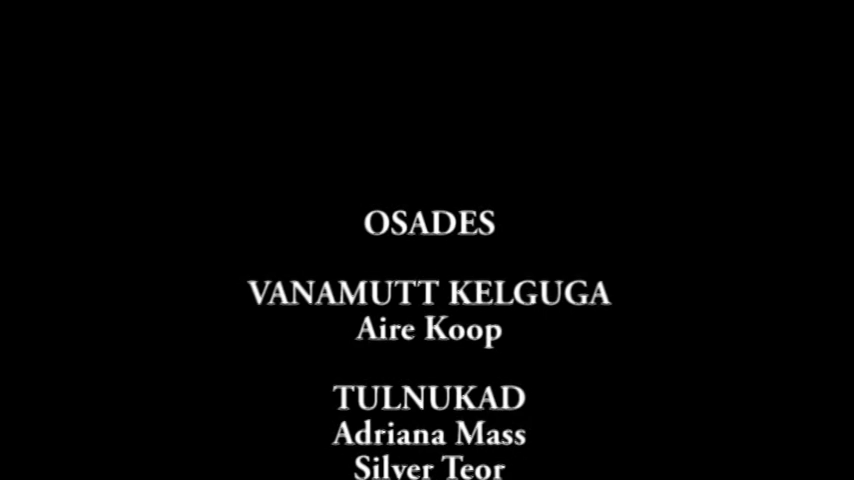 OSADES
VANAMUTT KELGUGA
Aire Koop
TULNUKAD
Adriana Mass
Silver Teor